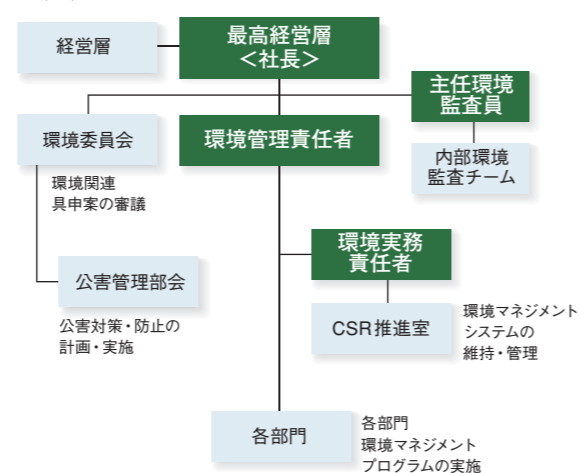 経営層
最高経営層
＜社長＞
主任環境
監査員
環境委員会
環境管理責任者
内部環境
監査チーム
環境関連
具申案の審議
環境実務
責任者
公害管理部会
CSR推進室
環境マネジメント
システムの
維持・管理
公害対策・防止の
計画・実施
各部門
各部門
環境マネジメント
プログラムの実施